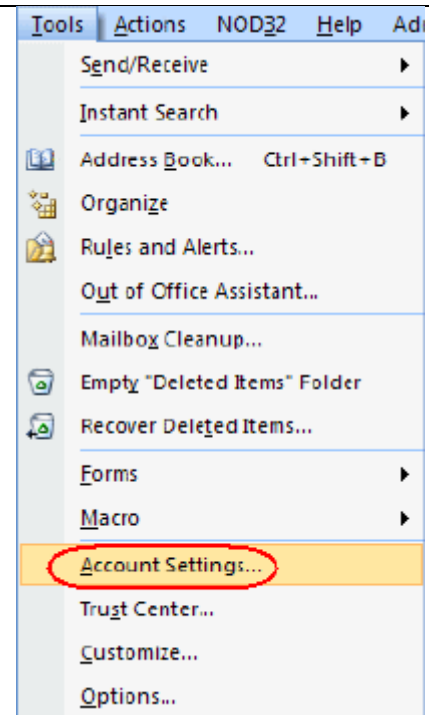 Tools Actions NOD32 Help Ad
Send/Receive
Instant Search
Address Book... Ctrl+Shift+B
Organize
Rules and Alerts...
Out of Office Assistant...
Mailbox Cleanup...
Empty "Deleted Items" Folder
Recover Deleted Items...
Forms
Macro
Account Settings...
Trust Center...
Customize...
Options...